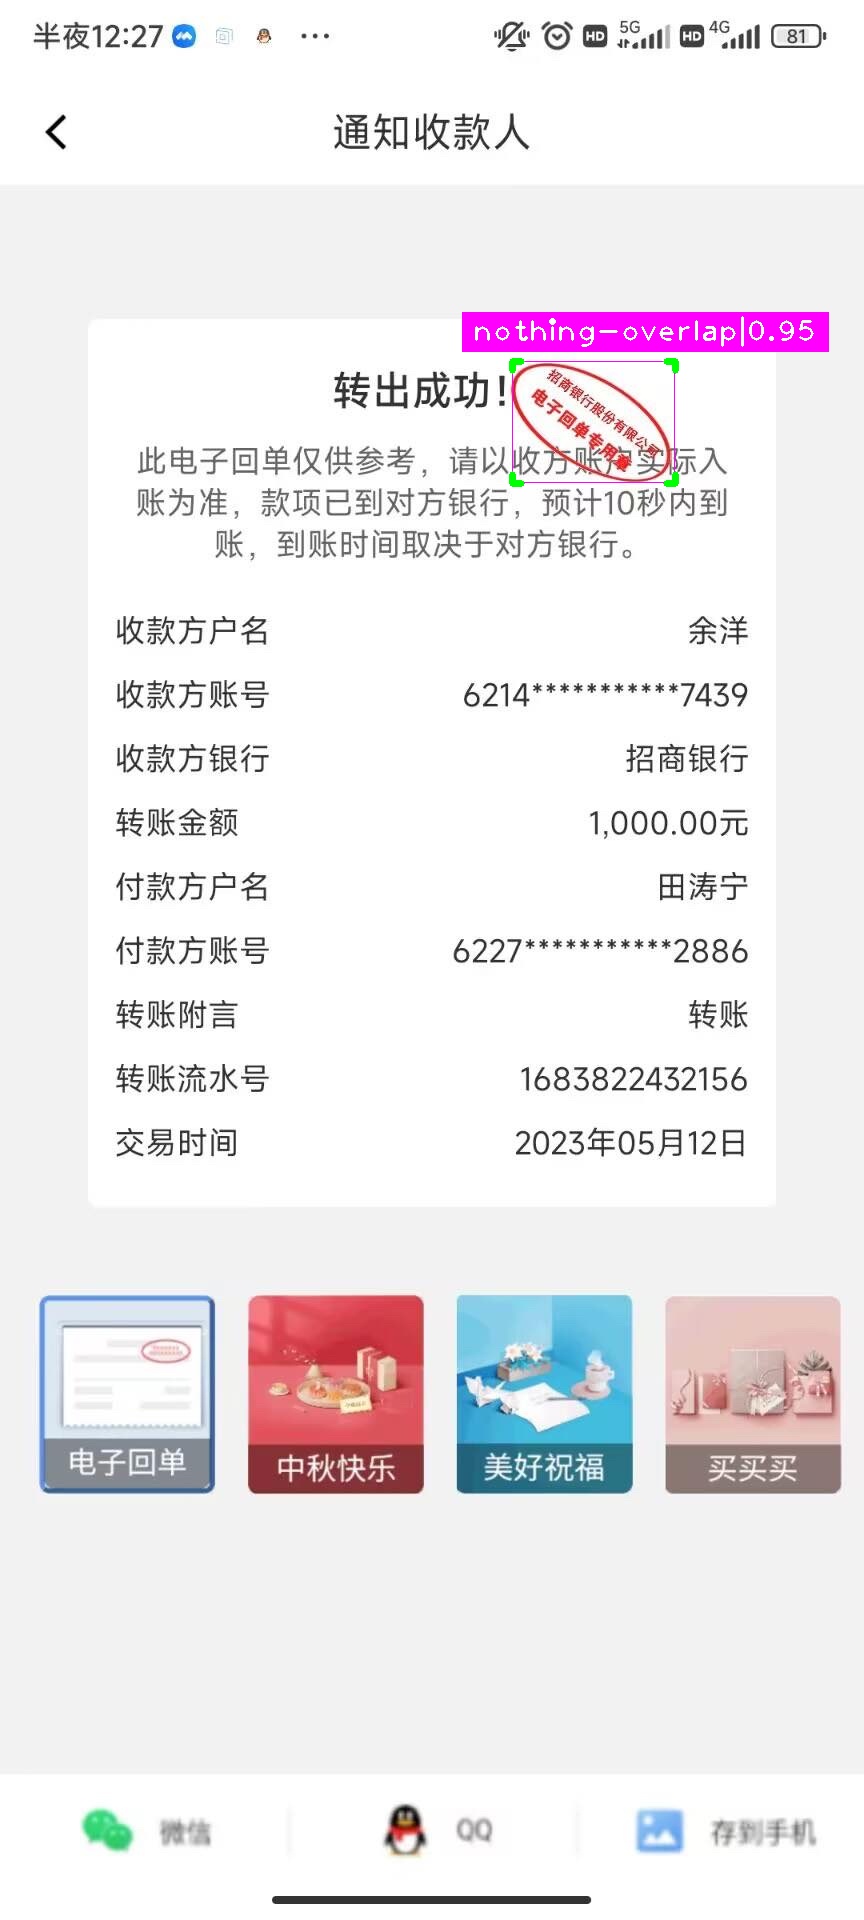 半夜12:27 ··· HD 5G HD 4G 81
通知收款人
nothing-overlap|0.95
转出成功!
招商银行股份有限公司
电子回单专用章
此电子回单仅供参考，请以收方账户实际入
账为准，款项已到对方银行，预计10秒内到
账，到账时间取决于对方银行。
收款方户名 余洋
收款方账号 6214***********7439
收款方银行 招商银行
转账金额 1,000.00元
付款方户名 田涛宁
付款方账号 6227***********2886
转账附言 转账
转账流水号 1683822432156
交易时间 2023年05月12日
电子回单 中秋快乐 美好祝福 买买买
微信 QQ 存到手机